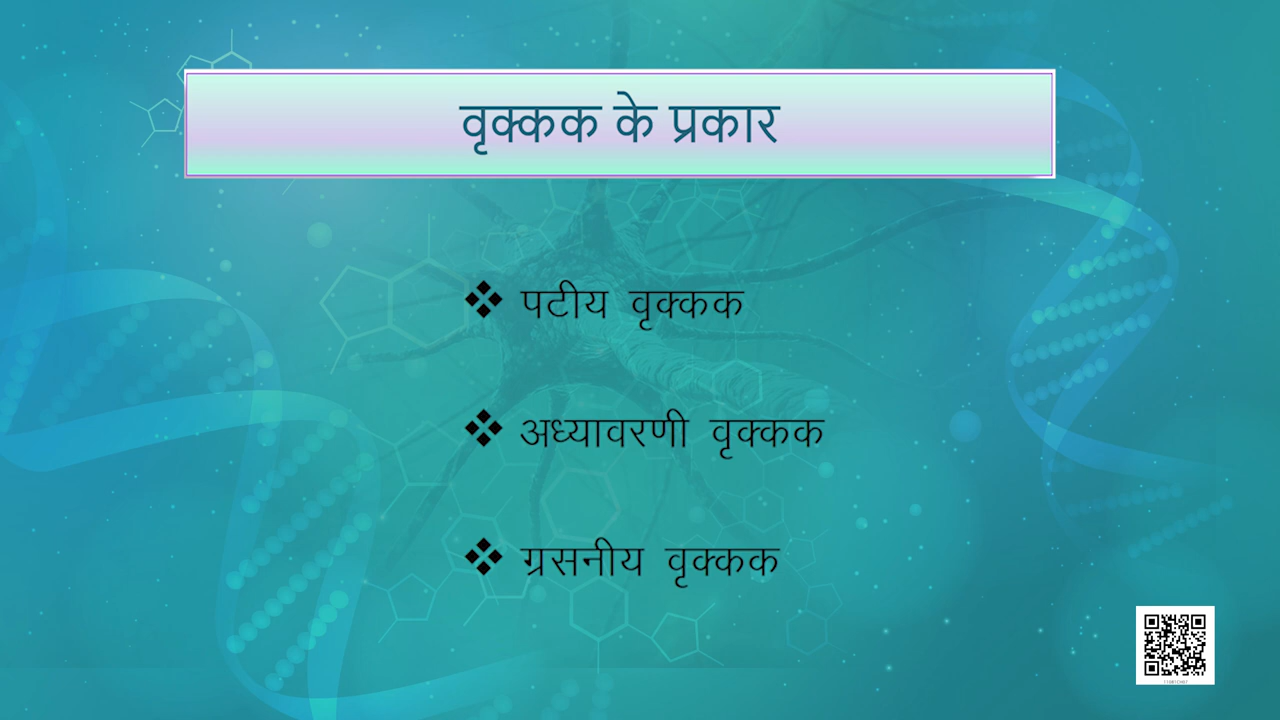 वृक्कक के प्रकार
❖ पटीय वृक्कक
❖ अध्यावरणी वृक्कक
❖ ग्रसनीय वृक्कक